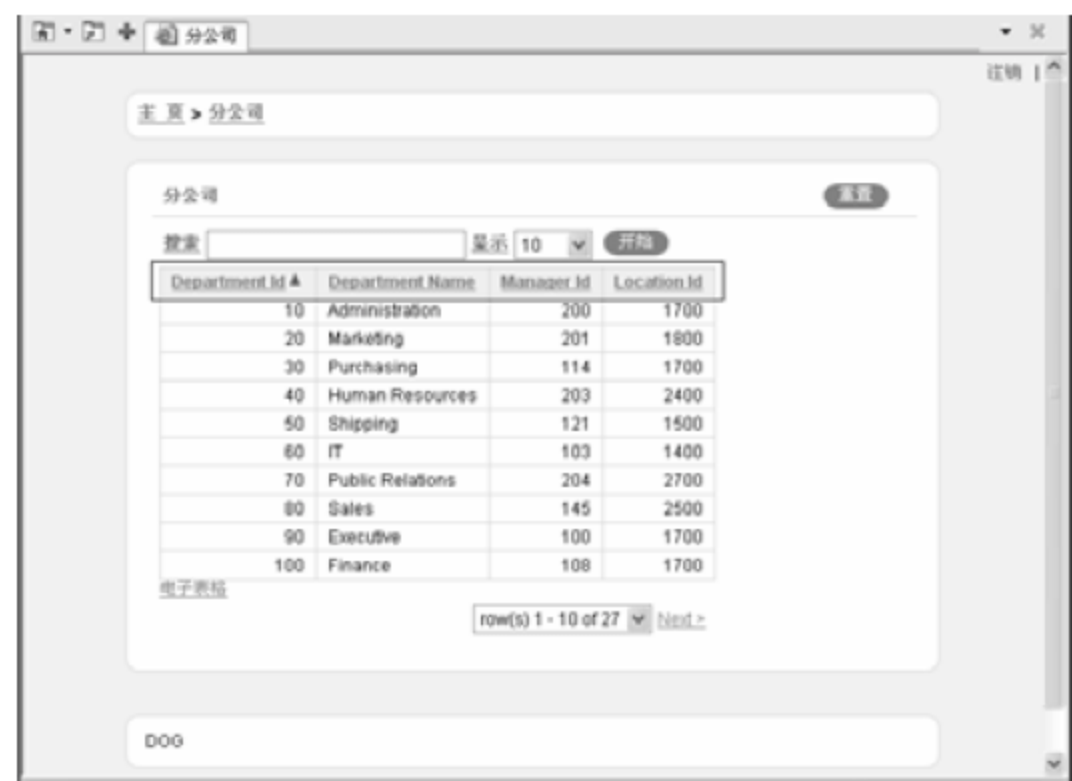 分公司
注销 |
主 页 > 分公司
分公司
重置
搜索 显示 10 开始
Department Id Department Name Manager Id Location Id
10 Administration 200 1700
20 Marketing 201 1800
30 Purchasing 114 1700
40 Human Resources 203 2400
50 Shipping 121 1500
60 IT 103 1400
70 Public Relations 204 2700
80 Sales 145 2500
90 Executive 100 1700
100 Finance 108 1700
电子表格
row(s) 1 - 10 of 27 Next >
DOG